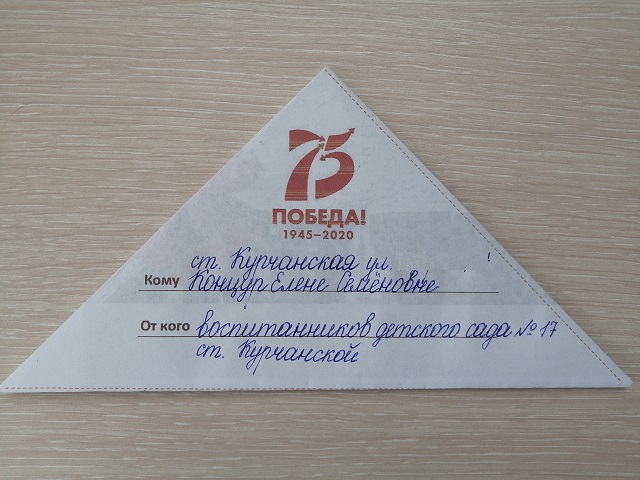 75
ПОБЕДА!
1945–2020
ст. Курчанская ул.
Кому Концур Елене Семёновне
От кого воспитанников детского сада № 17
ст. Курчанской